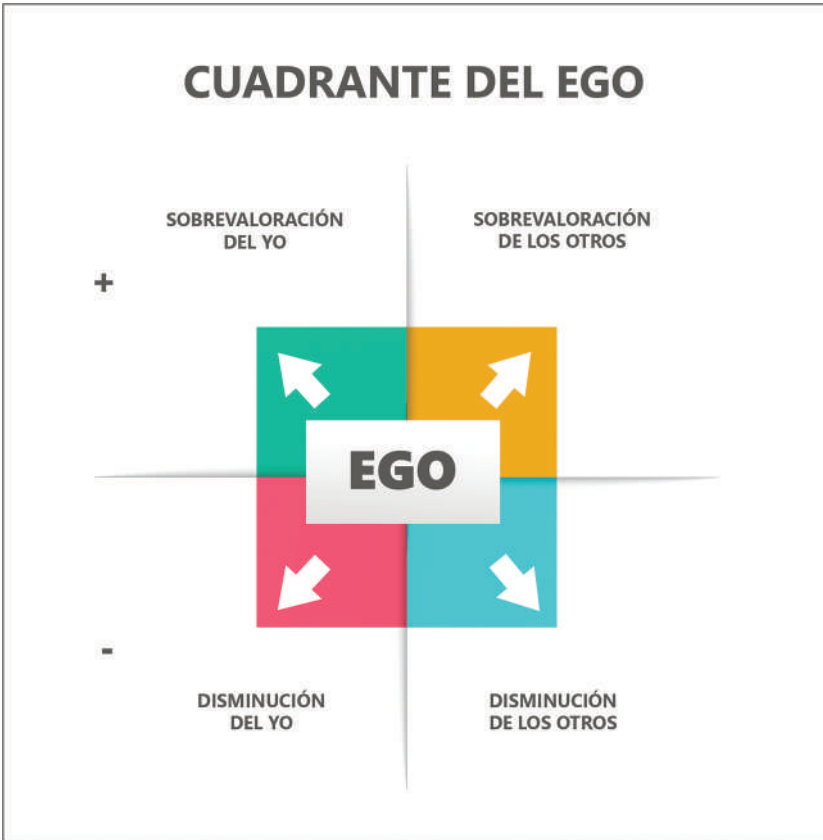 CUADRANTE DEL EGO
SOBREVALORACIÓN
DEL YO
SOBREVALORACIÓN
DE LOS OTROS
+
EGO
-
DISMINUCIÓN
DEL YO
DISMINUCIÓN
DE LOS OTROS